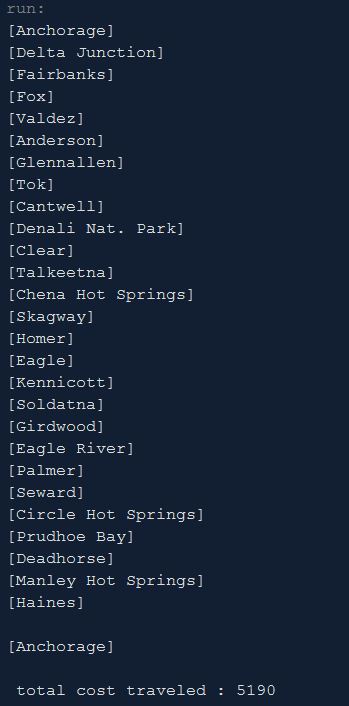 run:
[Anchorage]
[Delta Junction]
[Fairbanks]
[Fox]
[Valdez]
[Anderson]
[Glennallen]
[Tok]
[Cantwell]
[Denali Nat. Park]
[Clear]
[Talkeetna]
[Chena Hot Springs]
[Skagway]
[Homer]
[Eagle]
[Kennicott]
[Soldatna]
[Girdwood]
[Eagle River]
[Palmer]
[Seward]
[Circle Hot Springs]
[Prudhoe Bay]
[Deadhorse]
[Manley Hot Springs]
[Haines]
[Anchorage]
total cost traveled : 5190